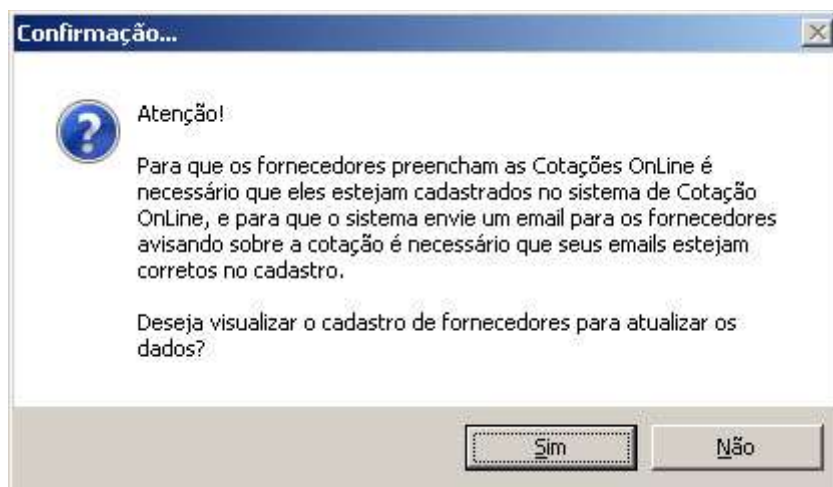 Confirmação...
Atenção!
Para que os fornecedores preencham as Cotações OnLine é
necessário que eles estejam cadastrados no sistema de Cotação
OnLine, e para que o sistema envie um email para os fornecedores
avisando sobre a cotação é necessário que seus emails estejam
corretos no cadastro.
Deseja visualizar o cadastro de fornecedores para atualizar os
dados?
Sim
Não